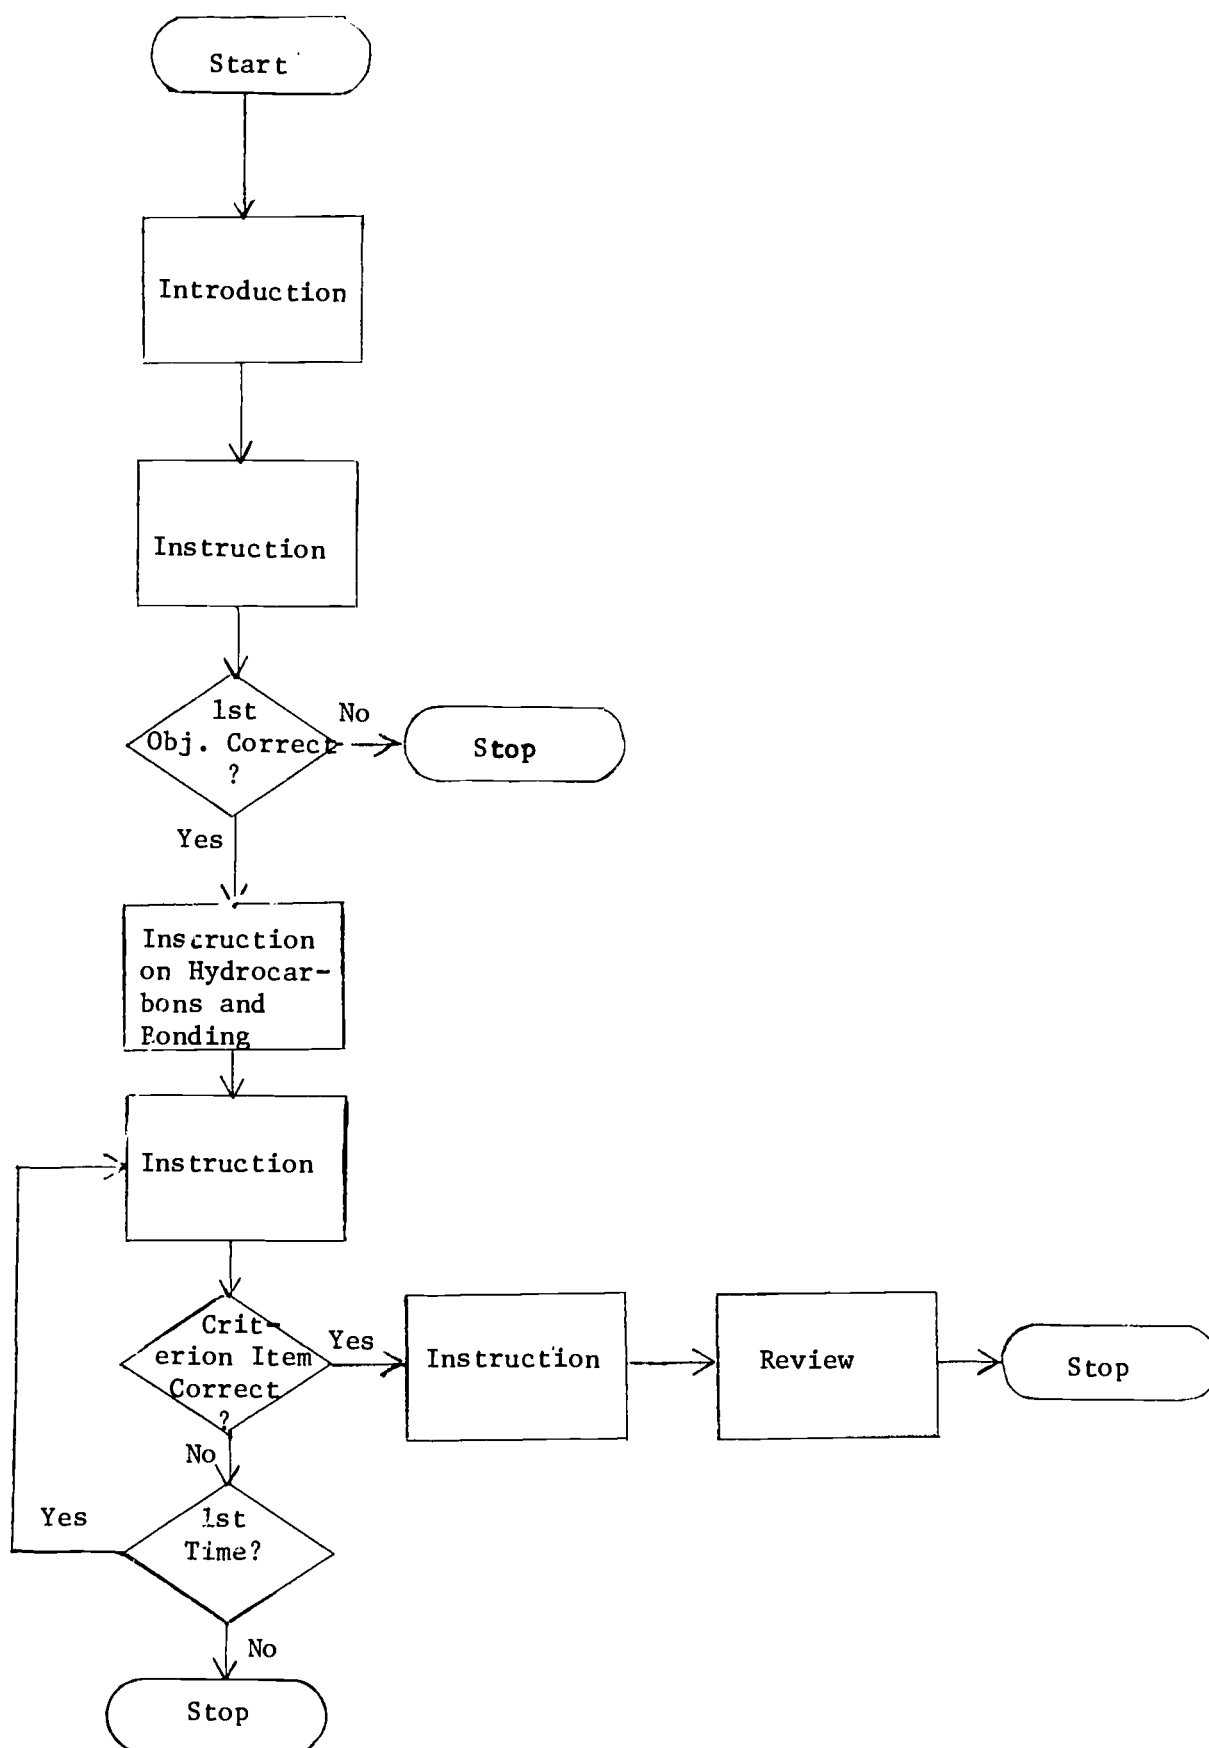 Start
Introduction
Instruction
1st
Obj. Correct
?
No
Stop
Yes
Instruction
on Hydrocar-
bons and
Bonding
Instruction
Crit-
erion Item
Correct
?
Yes
Instruction
Review
Stop
No
Yes
1st
Time?
No
Stop